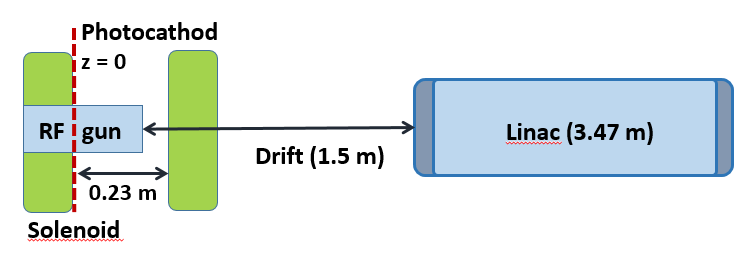 Photocathod
z = 0
RF gun
0.23 m
Solenoid
Drift (1.5 m)
Linac (3.47 m)